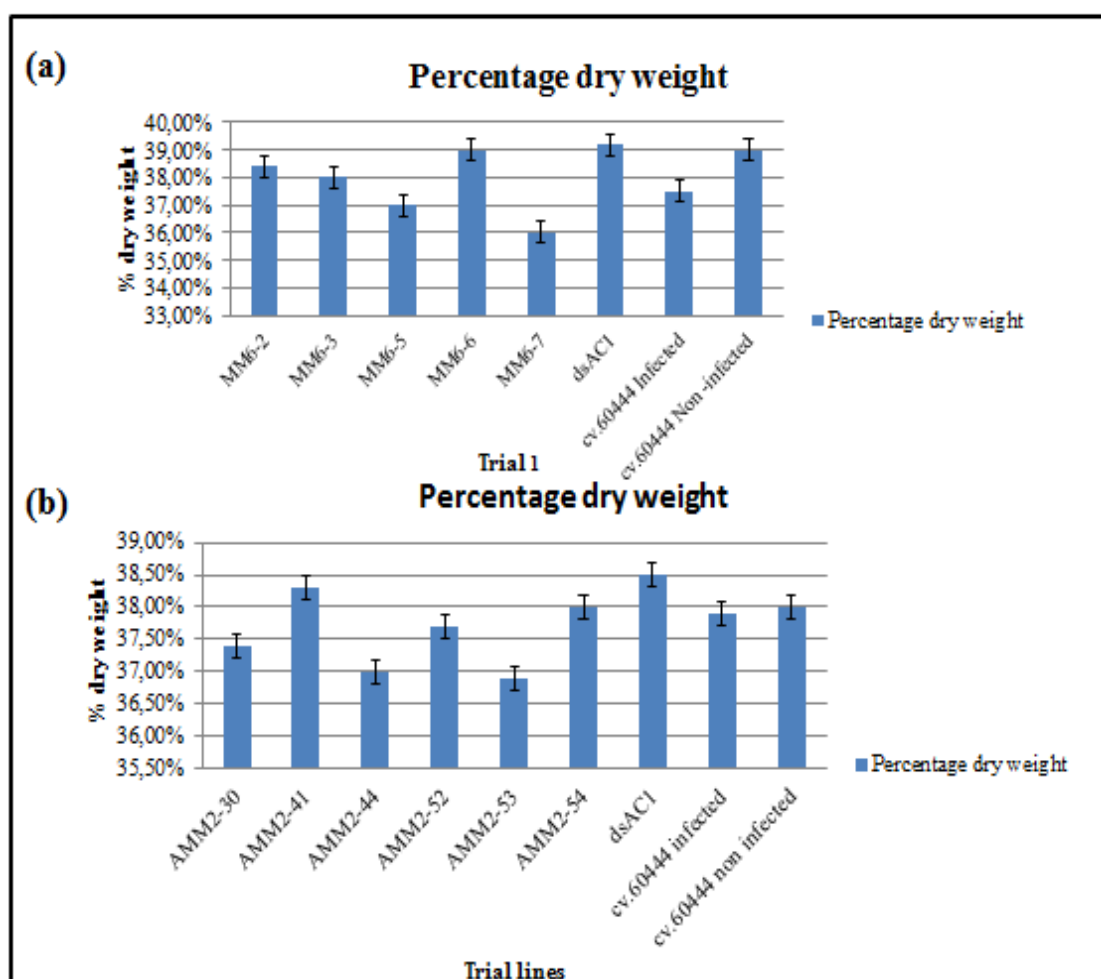 (a)
Percentage dry weight
% dry weight
40,00%
39,00%
38,00%
37,00%
36,00%
35,00%
34,00%
33,00%
MM6-2
MM6-3
MM6-5
MM6-6
MM6-7
dsAC1
cv.60444 Infected
cv.60444 Non -infected
Percentage dry weight
Trial 1
(b)
Percentage dry weight
% dry weight
39,00%
38,50%
38,00%
37,50%
37,00%
36,50%
36,00%
35,50%
AMM2-30
AMM2-41
AMM2-44
AMM2-52
AMM2-53
AMM2-54
dsAC1
cv.60444 infected
cv.60444 non infected
Percentage dry weight
Trial lines